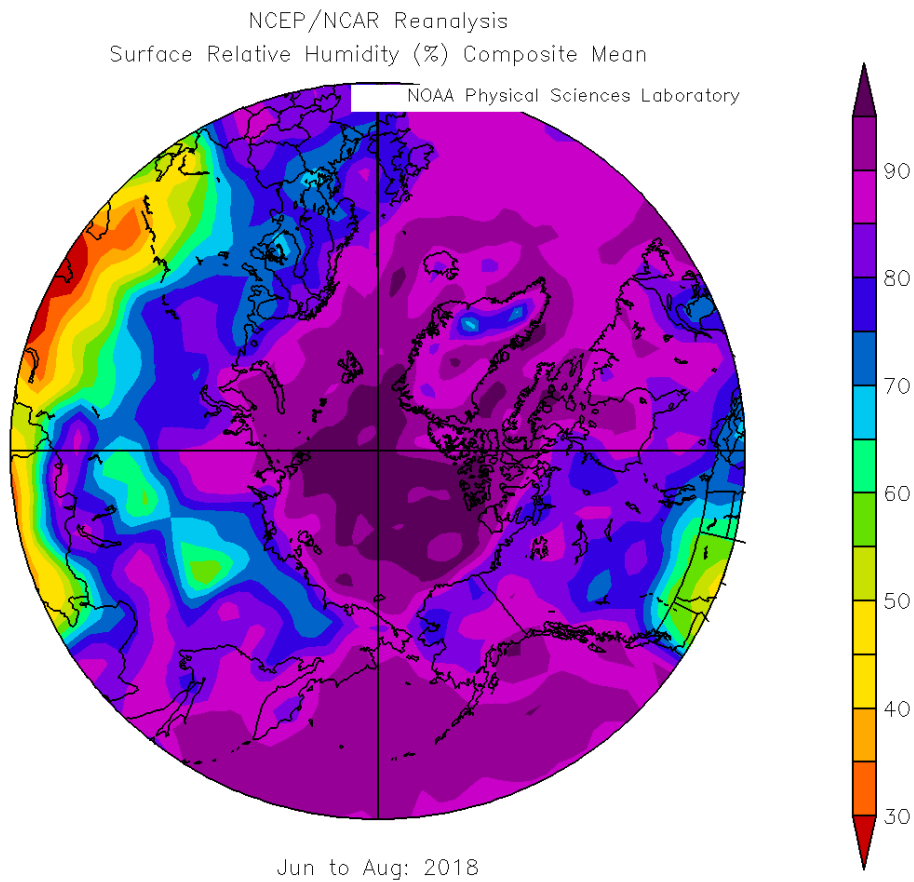 NCEP/NCAR Reanalysis
Surface Relative Humidity (%) Composite Mean
NOAA Physical Sciences Laboratory
90
80
70
60
50
40
30
Jun to Aug: 2018